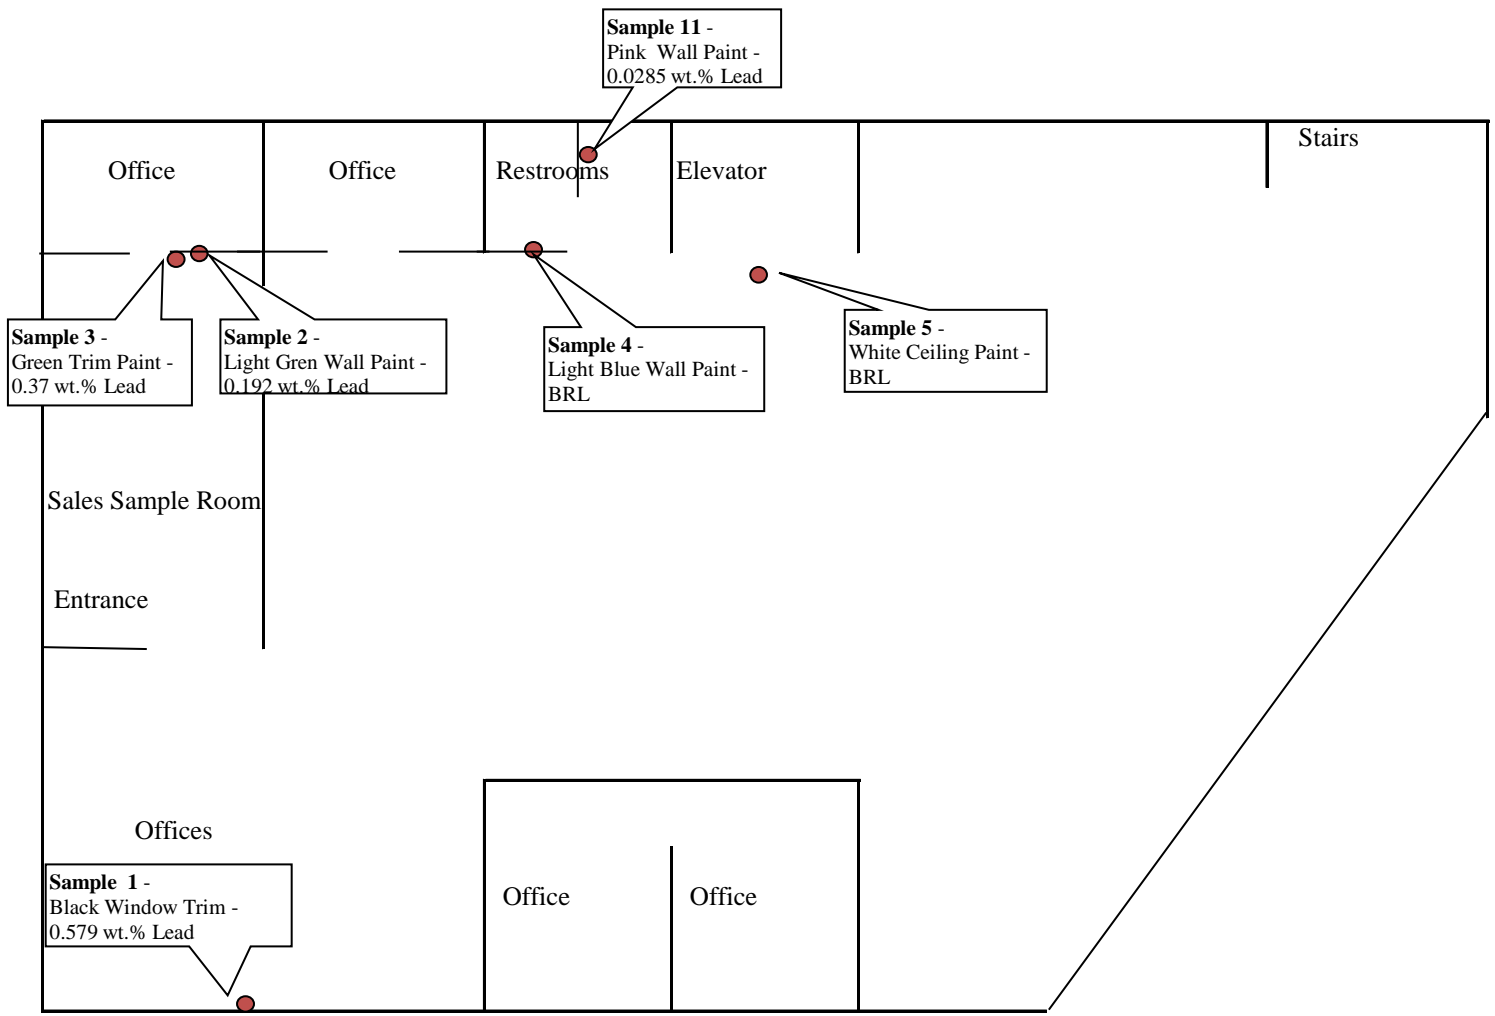 Sample 11 -
Pink Wall Paint -
0.0285 wt.% Lead
Stairs
Office
Office
Restrooms
Elevator
Sample 3 -
Green Trim Paint -
0.37 wt.% Lead
Sample 2 -
Light Gren Wall Paint -
0.192 wt.% Lead
Sample 4 -
Light Blue Wall Paint -
BRL
Sample 5 -
White Ceiling Paint -
BRL
Sales Sample Room
Entrance
Offices
Sample 1 -
Black Window Trim -
0.579 wt.% Lead
Office
Office